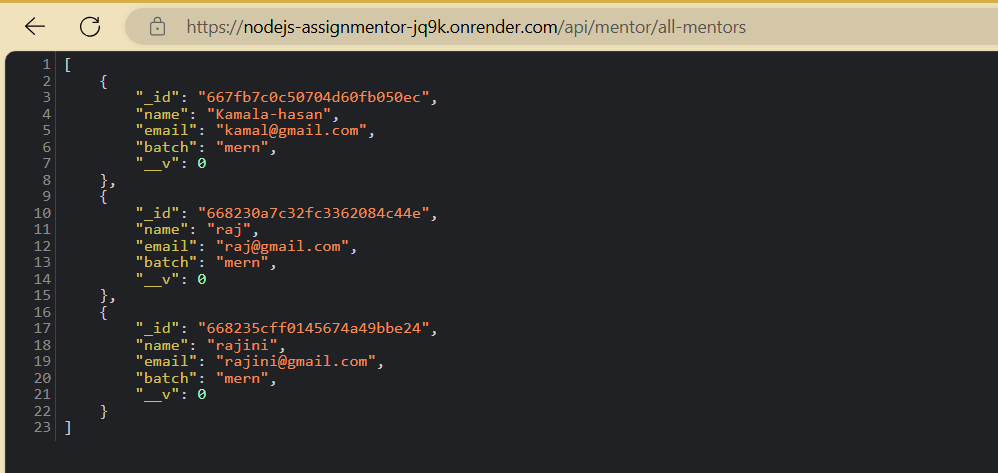 https://nodejs-assignmentor-jq9k.onrender.com/api/mentor/all-mentors
1 [
2     {
3         "_id": "667fb7c0c50704d60fb050ec",
4         "name": "Kamala-hasan",
5         "email": "kamal@gmail.com",
6         "batch": "mern",
7         "__v": 0
8     },
9     {
10         "_id": "668230a7c32fc3362084c44e",
11         "name": "raj",
12         "email": "raj@gmail.com",
13         "batch": "mern",
14         "__v": 0
15     },
16     {
17         "_id": "668235cff0145674a49bbe24",
18         "name": "rajini",
19         "email": "rajini@gmail.com",
20         "batch": "mern",
21         "__v": 0
22     }
23 ]